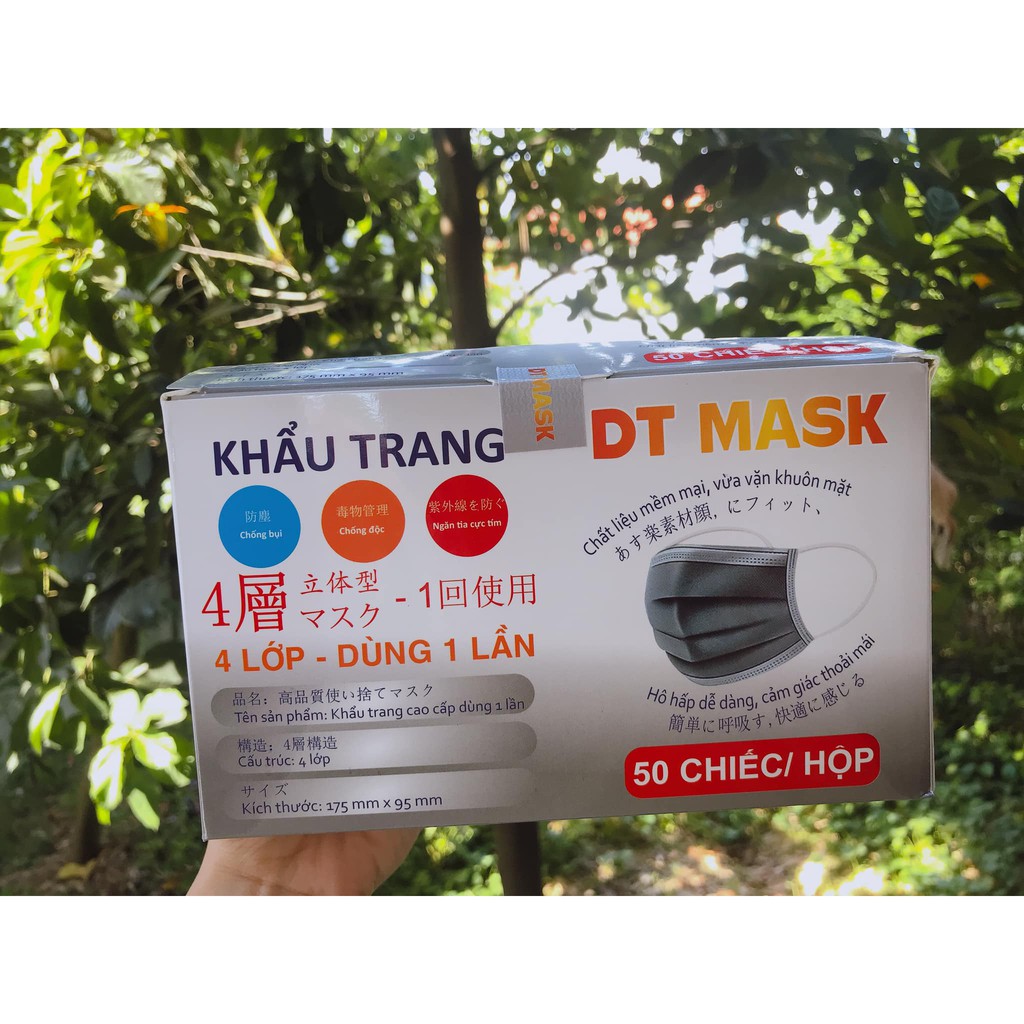 50 CHIẾC/ HỘP
thước: 175 mm x 95 mm
DT MASK
KHẨU TRANG
DT MASK
防塵
Chống bụi
毒物管理
Chống độc
紫外線を防ぐ
Ngăn tia cực tím
4層 立体型 マスク - 1回使用
4 LỚP - DÙNG 1 LẦN
品名：高品質使い捨てマスク
Tên sản phẩm: Khẩu trang cao cấp dùng 1 lần
構造：4層構造
Cấu trúc: 4 lớp
サイズ
Kích thước: 175 mm x 95 mm
Chất liệu mềm mại, vừa vặn khuôn mặt
あす楽素材顔, にフィット、
Hô hấp dễ dàng, cảm giác thoải mái
簡単に呼吸す, 快適に感じる
50 CHIẾC/ HỘP